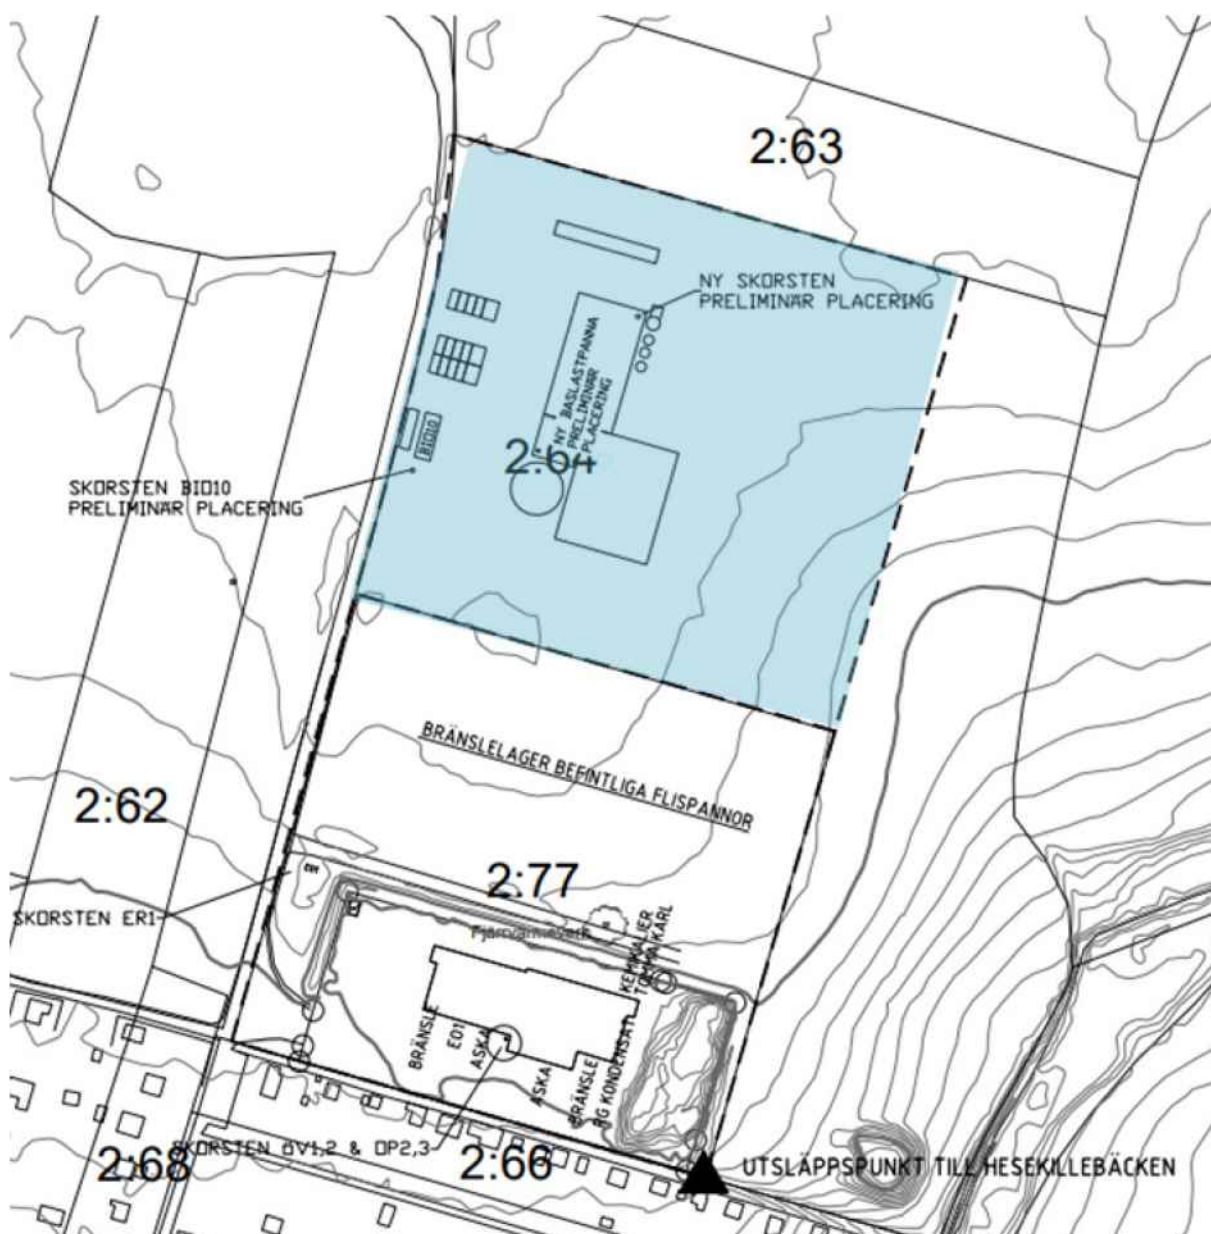 2:63
NY SKORSTEN
PRELIMINÄR PLACERING
NY BASLASTPANNA
PRELIMINÄR
PLACERING
BIO10
2:64
SKORSTEN BIO10
PRELIMINÄR PLACERING
BRÄNSLELAGER BEFINTLIGA FLISPANNOR
2:62
2:77
SKORSTEN ER1
Fjärrvärmeverk
KEMIKALIER
BRÄNSLE
E01
ASKA
ASKA
BRÄNSLE
RG KONDENSAT
SKORSTEN ÖV1,2 & OP2,3
2:68
2:66
UTSLÄPPSPUNKT TILL HESEKILLEBÄCKEN